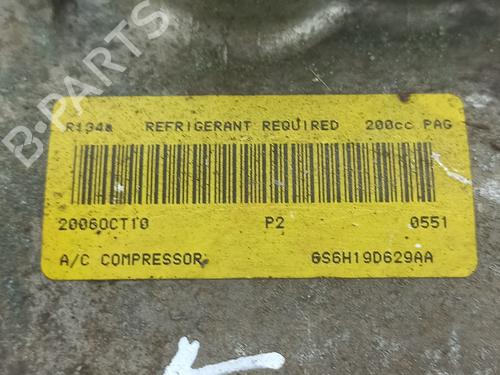 B-PARTS
R134a REFRIGERANT REQUIRED 200cc PAG
2006OCT10 P2 0551
A/C COMPRESSOR 6S6H19D629AA